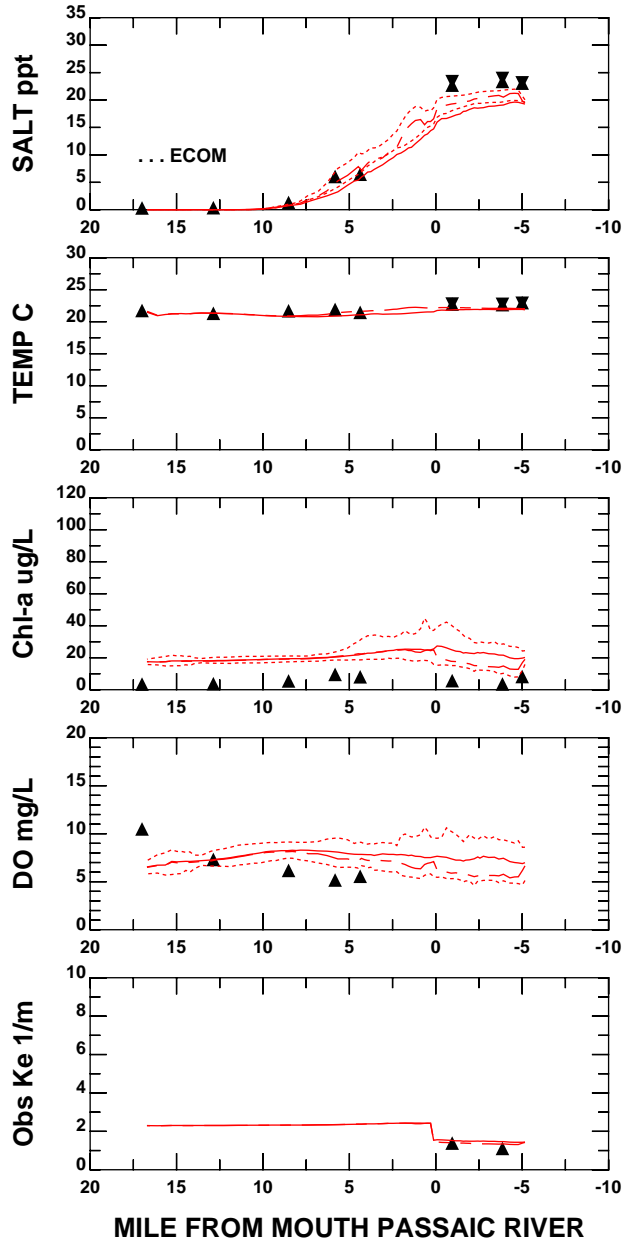 35
30
25
20
15
10
5
0
SALT ppt
. . . ECOM
20 15 10 5 0 -5 -10
30
25
20
15
10
5
0
TEMP C
20 15 10 5 0 -5 -10
120
100
80
60
40
20
0
Chl-a ug/L
20 15 10 5 0 -5 -10
20
15
10
5
0
DO mg/L
20 15 10 5 0 -5 -10
10
8
6
4
2
0
Obs Ke 1/m
20 15 10 5 0 -5 -10
MILE FROM MOUTH PASSAIC RIVER